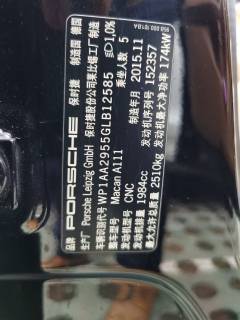 品牌 PORSCHE 保时捷 制造国 德国
生产厂 Porsche Leipzig GmbH 保时捷股份公司莱比锡工厂制造
车辆识别代号 WP1AA2955GLB12585 1,0%
整车型号 Macan A111 乘坐人数 5
发动机型号 CNC 制造年月 2015.11
发动机排量 1984cc 发动机序列号 152357
最大允许总质量 2510kg 发动机最大净功率 174kW